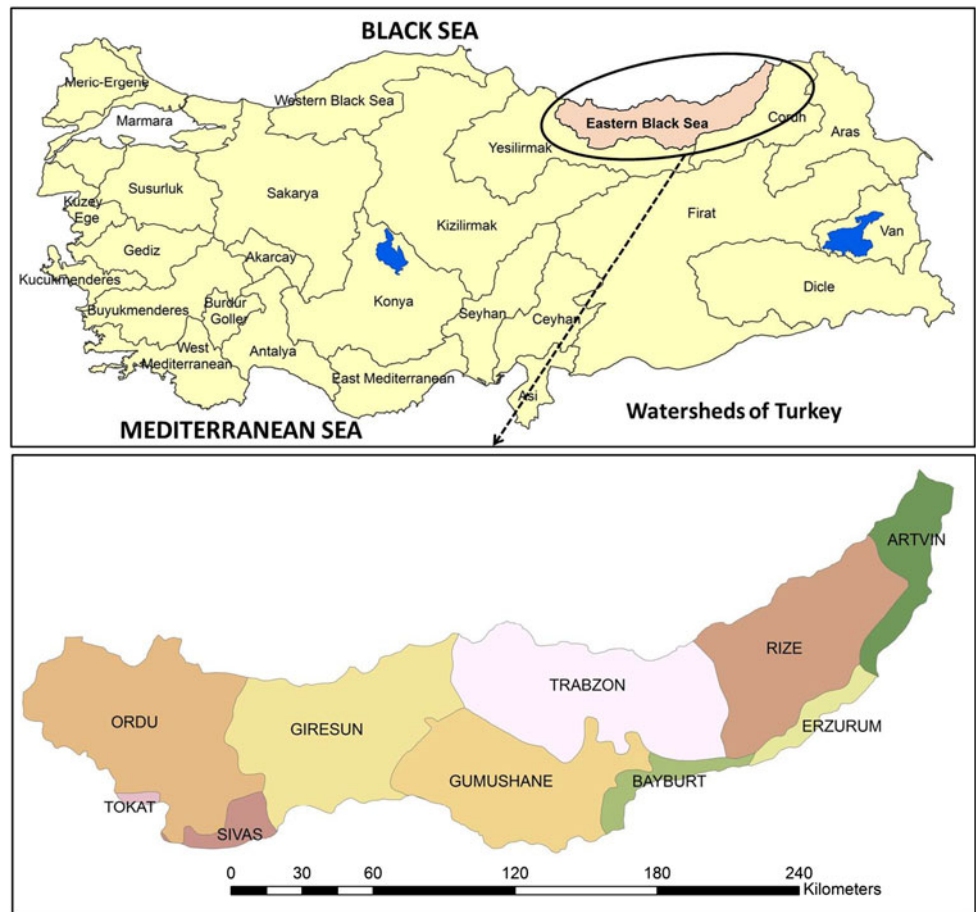 BLACK SEA
Meric-Ergene
Marmara
Western Black Sea
Eastern Black Sea
Coruh
Aras
Yesilirmak
Susurluk
Sakarya
Kuzey
Ege
Kizilirmak
Firat
Van
Gediz
Akarcay
Kucukmenderes
Dicle
Buyukmenderes
Burdur
Goller
Konya
Seyhan
Ceyhan
West
Mediterranean
Antalya
East Mediterranean
Asi
Watersheds of Turkey
MEDITERRANEAN SEA
ARTVIN
RIZE
TRABZON
ORDU
GIRESUN
ERZURUM
GUMUSHANE
BAYBURT
TOKAT
SIVAS
0 30 60 120 180 240
Kilometers